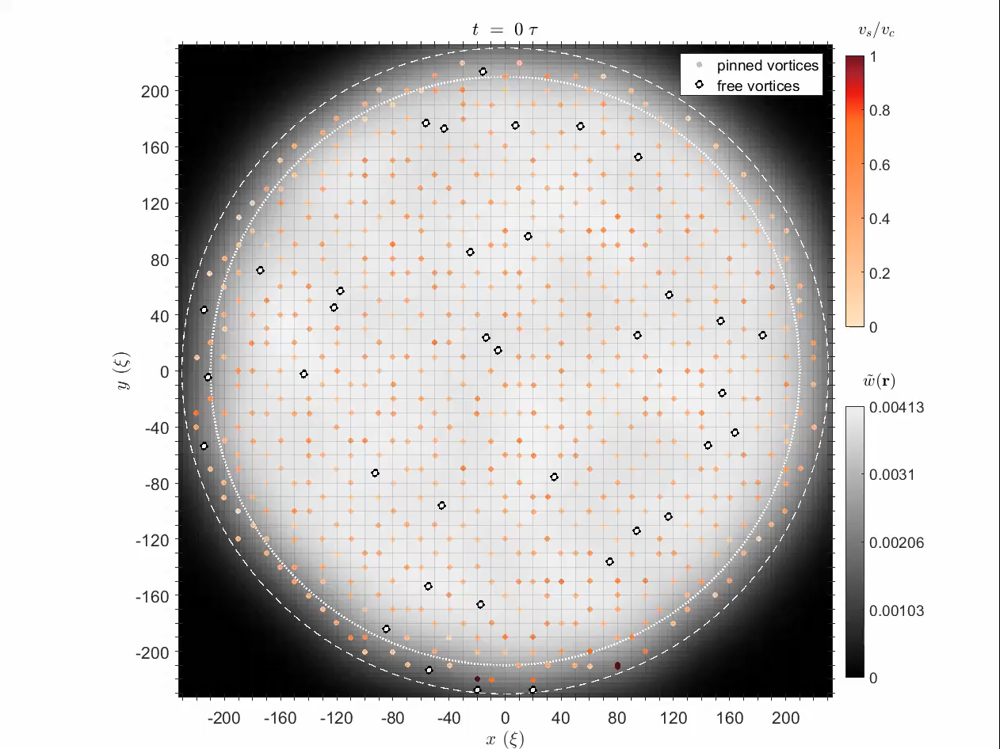 t = 0 τ
v_s/v_c
pinned vortices
free vortices
1
0.8
0.6
0.4
0.2
0
w̃(r)
0.00413
0.0031
0.00206
0.00103
0
y (ξ)
200
160
120
80
40
0
-40
-80
-120
-160
-200
-200 -160 -120 -80 -40 0 40 80 120 160 200
x (ξ)